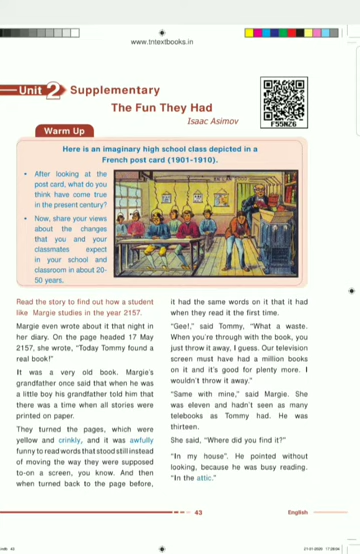 www.tntextbooks.in
Unit 2 Supplementary
The Fun They Had
Isaac Asimov
F55NZ6
Warm Up
Here is an imaginary high school class depicted in a
French post card (1901-1910).
• After looking at the
post card, what do you
think have come true
in the present century?
• Now, share your views
about the changes
that you and your
classmates expect
in your school and
classroom in about 20-
50 years.
Read the story to find out how a student
like Margie studies in the year 2157.
Margie even wrote about it that night in
her diary. On the page headed 17 May
2157, she wrote, "Today Tommy found a
real book!"
It was a very old book. Margie's
grandfather once said that when he was
a little boy his grandfather told him that
there was a time when all stories were
printed on paper.
They turned the pages, which were
yellow and crinkly, and it was awfully
funny to read words that stood still instead
of moving the way they were supposed
to-on a screen, you know. And then
when turned back to the page before,
it had the same words on it that it had
when they read it the first time.
"Gee!," said Tommy, "What a waste.
When you're through with the book, you
just throw it away, I guess. Our television
screen must have had a million books
on it and it's good for plenty more. I
wouldn't throw it away."
"Same with mine," said Margie. She
was eleven and hadn't seen as many
telebooks as Tommy had. He was
thirteen.
She said, "Where did you find it?"
"In my house". He pointed without
looking, because he was busy reading.
"In the attic."
43
English